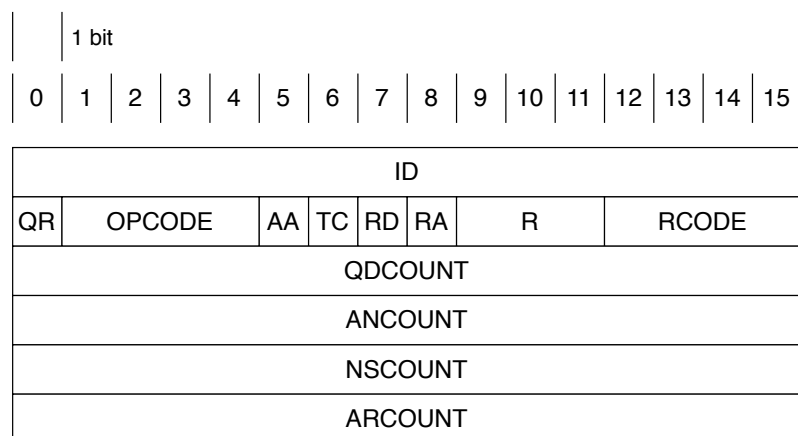 1 bit
0 1 2 3 4 5 6 7 8 9 10 11 12 13 14 15
ID
QR OPCODE AA TC RD RA R RCODE
QDCOUNT
ANCOUNT
NSCOUNT
ARCOUNT